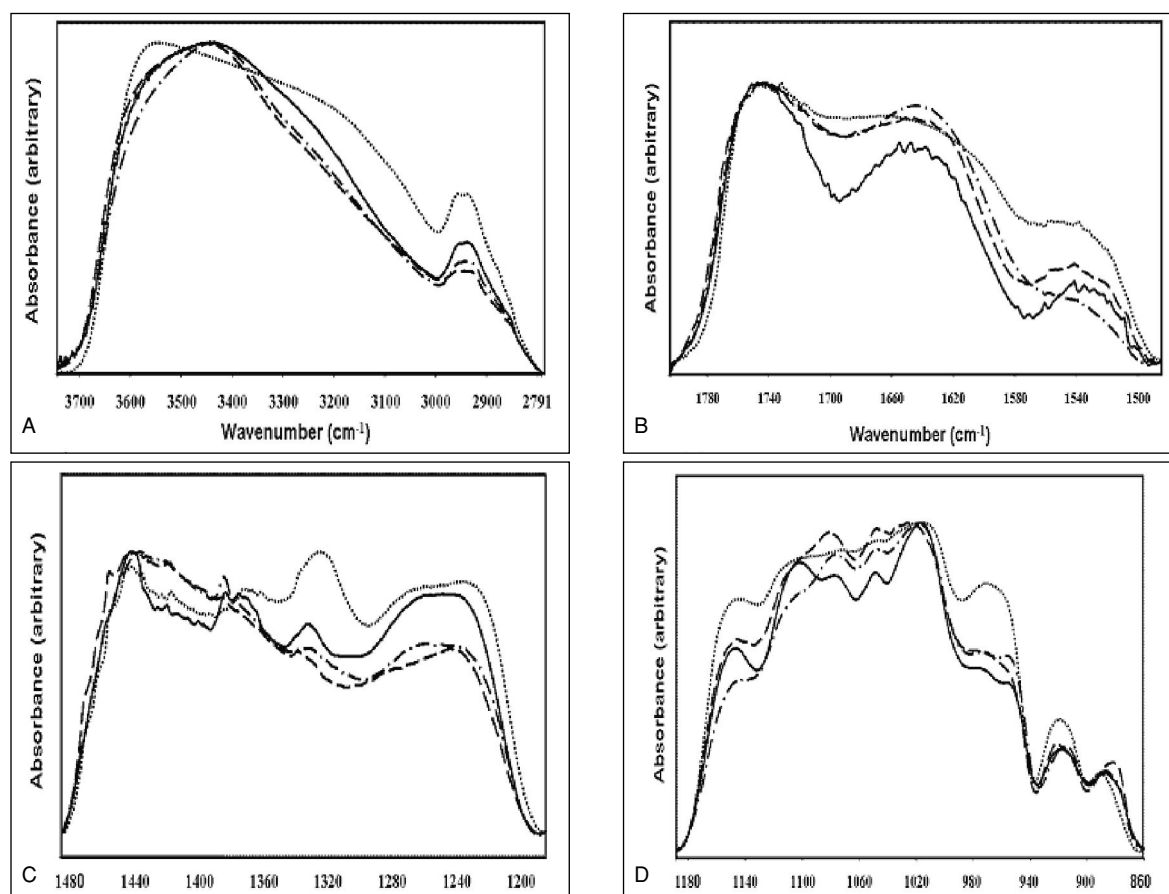 Absorbance (arbitrary)
3700 3600 3500 3400 3300 3200 3100 3000 2900 2791
A
Wavenumber (cm-1)
Absorbance (arbitrary)
1780 1740 1700 1660 1620 1580 1540 1500
B
Wavenumber (cm-1)
Absorbance (arbitrary)
C
1480 1440 1400 1360 1320 1280 1240 1200
Absorbance (arbitrary)
D
1180 1140 1100 1060 1020 980 940 900 860